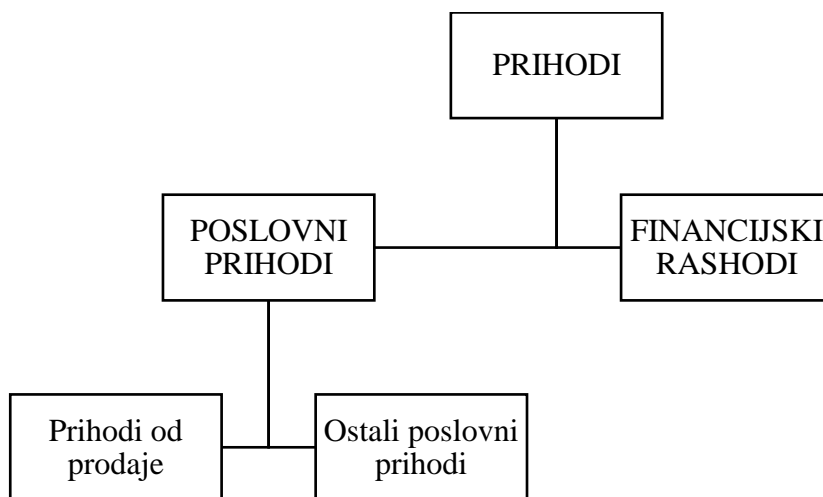 PRIHODI
POSLOVNI
PRIHODI
FINANCIJSKI
RASHODI
Prihodi od
prodaje
Ostali poslovni
prihodi